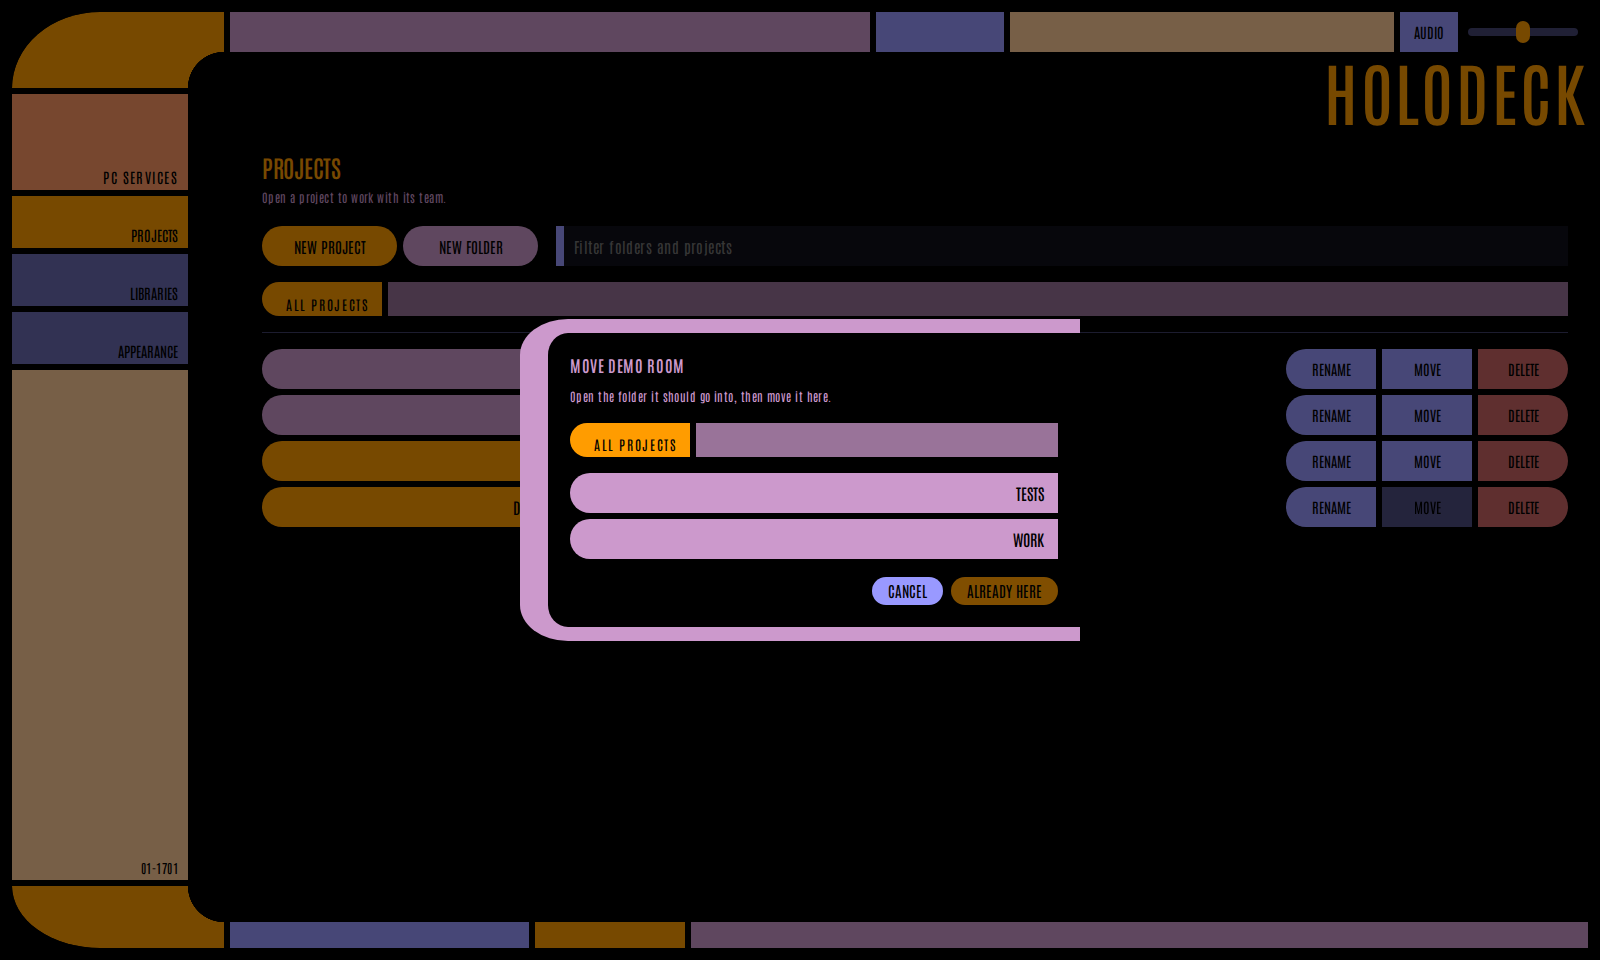 AUDIO
HOLODECK
PC SERVICES
PROJECTS
LIBRARIES
APPEARANCE
01-1701
PROJECTS
Open a project to work with its team.
NEW PROJECT
NEW FOLDER
Filter folders and projects
ALL PROJECTS
RENAME MOVE DELETE
RENAME MOVE DELETE
RENAME MOVE DELETE
RENAME MOVE DELETE
MOVE DEMO ROOM
Open the folder it should go into, then move it here.
ALL PROJECTS
TESTS
WORK
CANCEL
ALREADY HERE